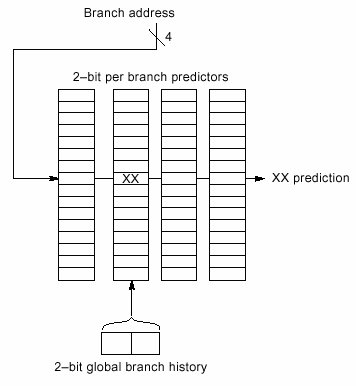 Branch address
4
2–bit per branch predictors
XX
XX prediction
2–bit global branch history